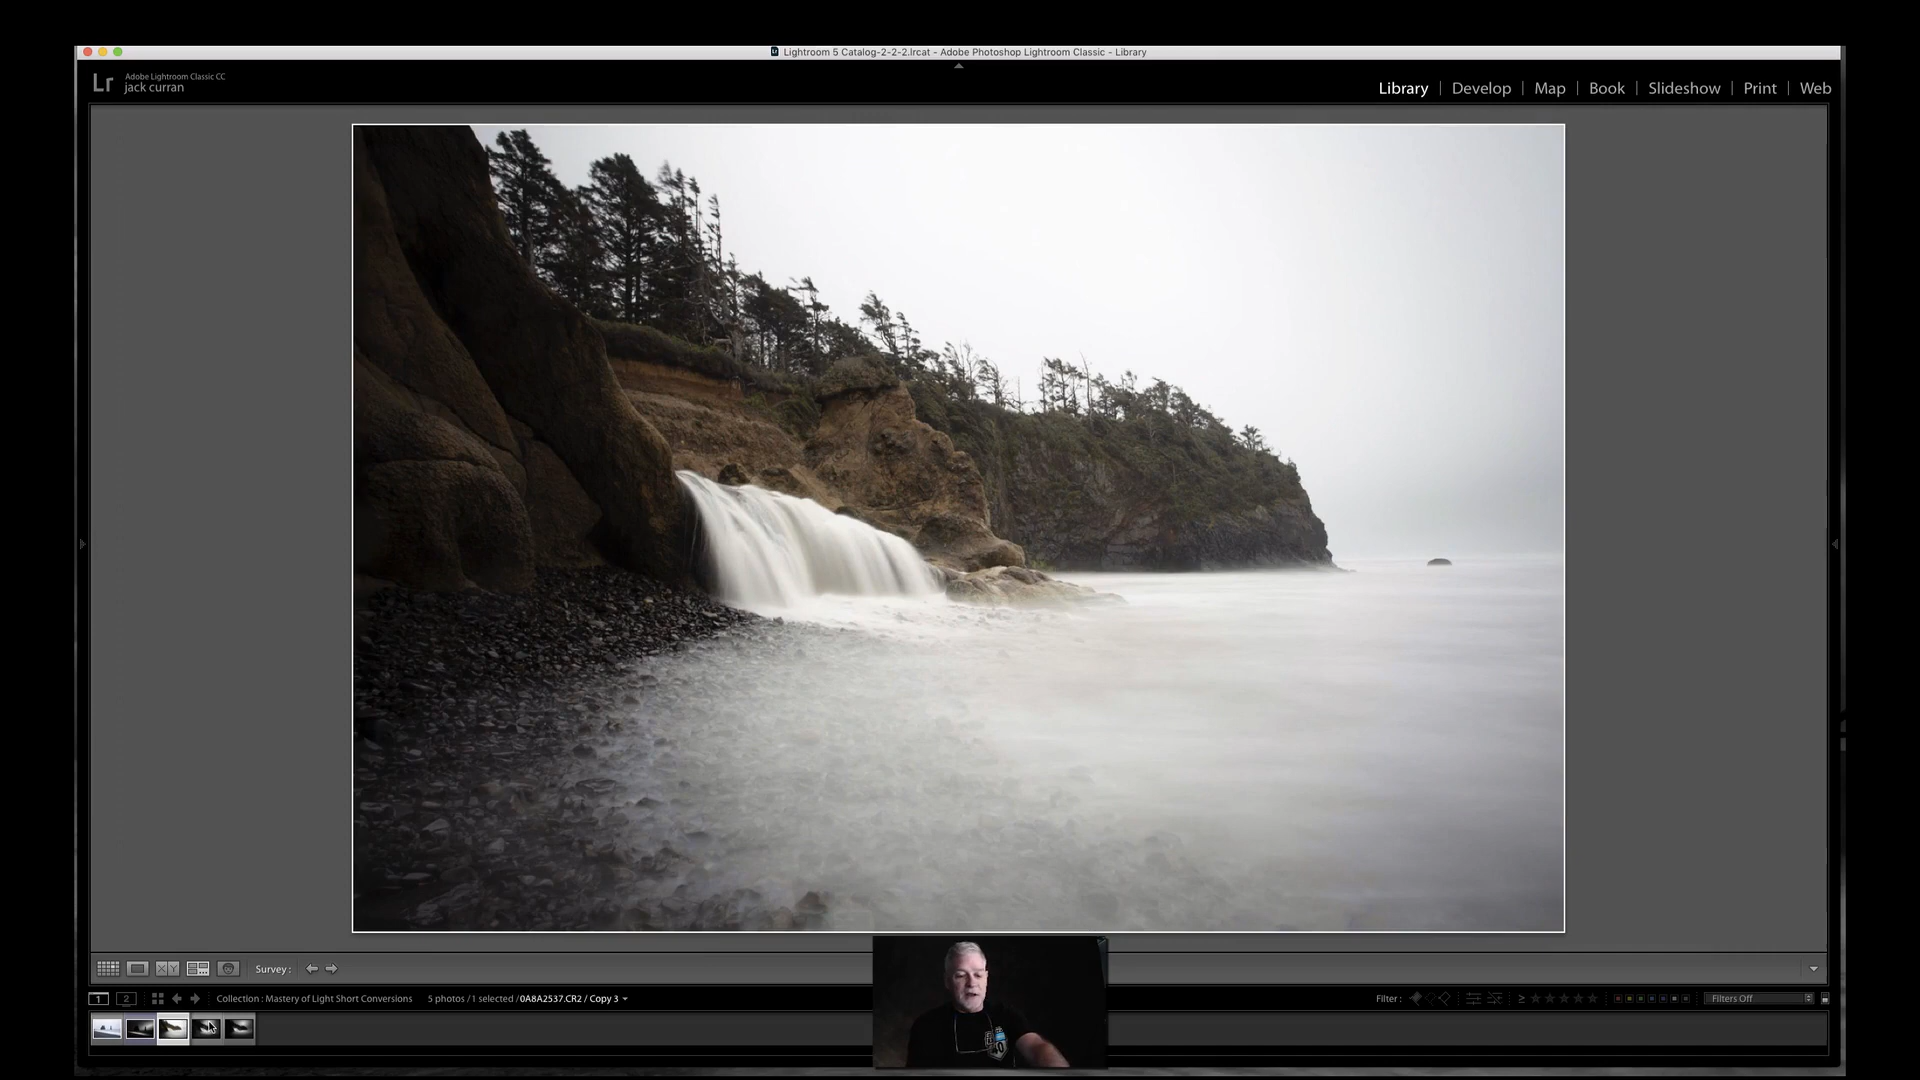 Lightroom 5 Catalog-2-2-2.lrcat - Adobe Photoshop Lightroom Classic - Library
Lr
Adobe Lightroom Classic CC
jack curran
Library | Develop | Map | Book | Slideshow | Print | Web
Survey :
1 2
Collection : Mastery of Light Short Conversions
5 photos / 1 selected / 0A8A2537.CR2 / Copy 3
Filter :
Filters Off